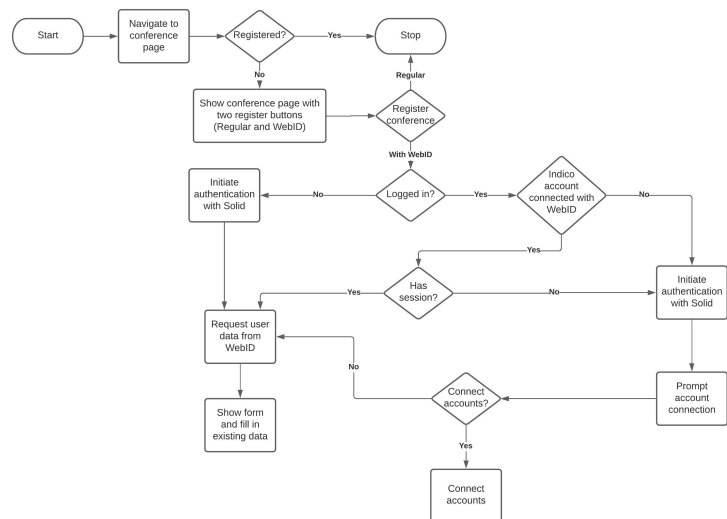 Start
Navigate to
conference
page
Registered?
Yes
Stop
No
Regular
Show conference page with
two register buttons
(Regular and WebID)
Register
conference
With WebID
Initiate
authentication
with Solid
No
Logged in?
Yes
Indico
account
connected with
WebID
No
Yes
Has
session?
Yes
No
Initiate
authentication
with Solid
Request user
data from
WebID
No
Connect
accounts?
Prompt
account
connection
Show form
and fill in
existing data
Yes
Connect
accounts